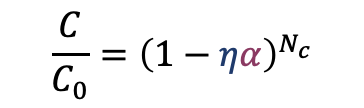 C/C₀ = (1 − ηα)^{N_c}